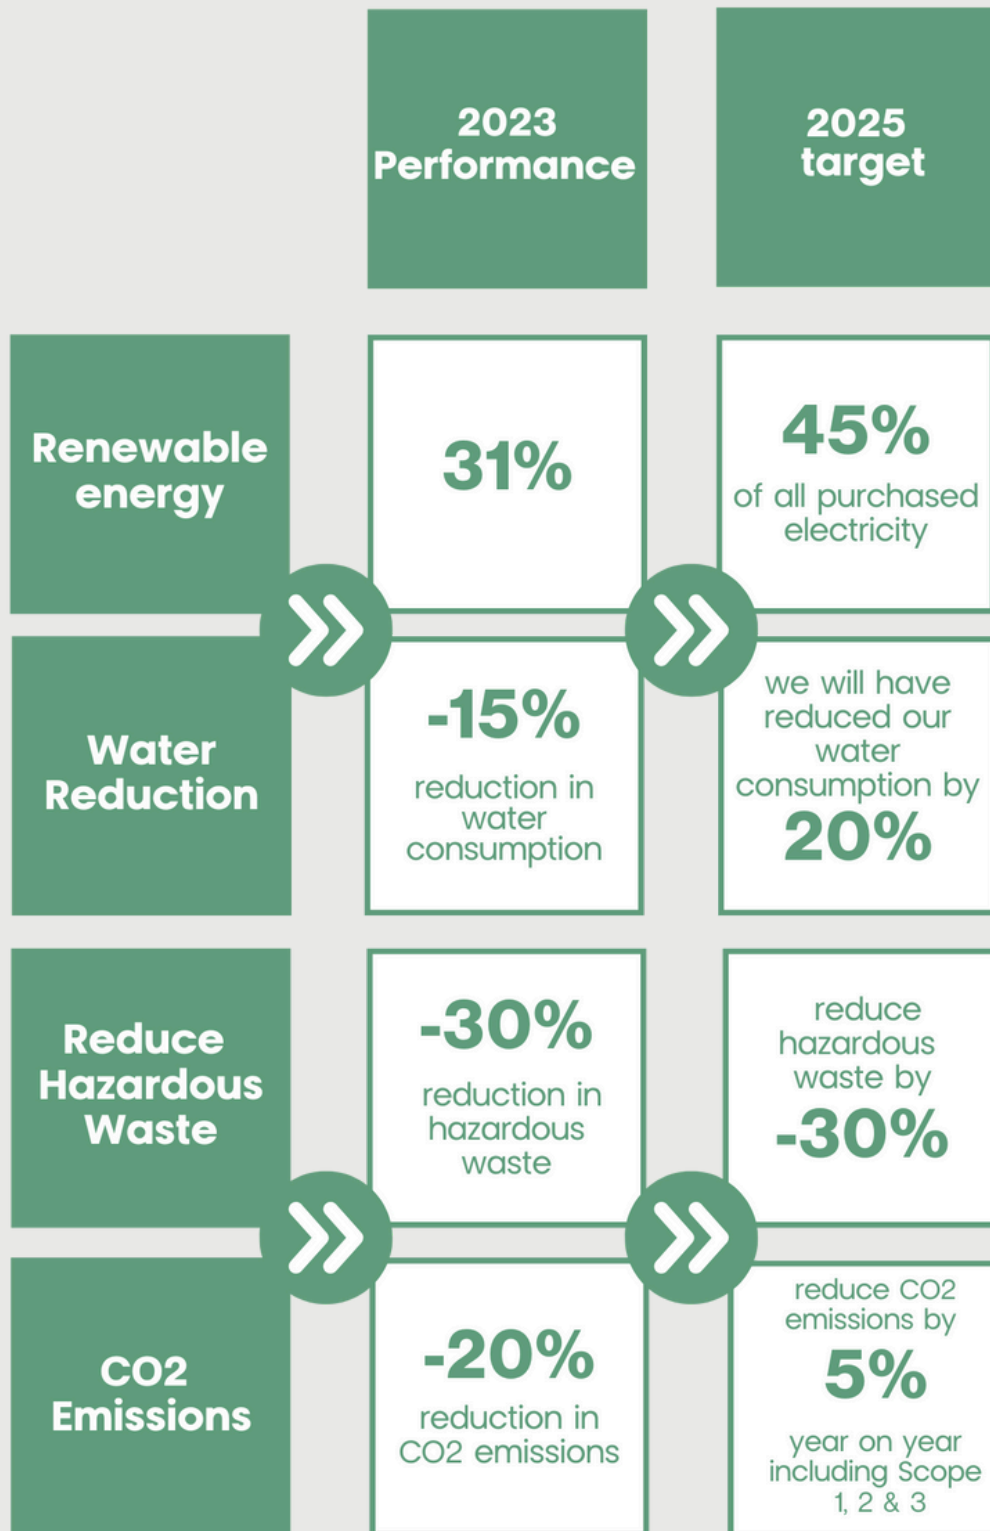 2023
Performance
2025
target
Renewable
energy
31%
45%
of all purchased
electricity
Water
Reduction
-15%
reduction in
water
consumption
we will have
reduced our
water
consumption by
20%
Reduce
Hazardous
Waste
-30%
reduction in
hazardous
waste
reduce
hazardous
waste by
-30%
CO2
Emissions
-20%
reduction in
CO2 emissions
reduce CO2
emissions by
5%
year on year
including Scope
1, 2 & 3